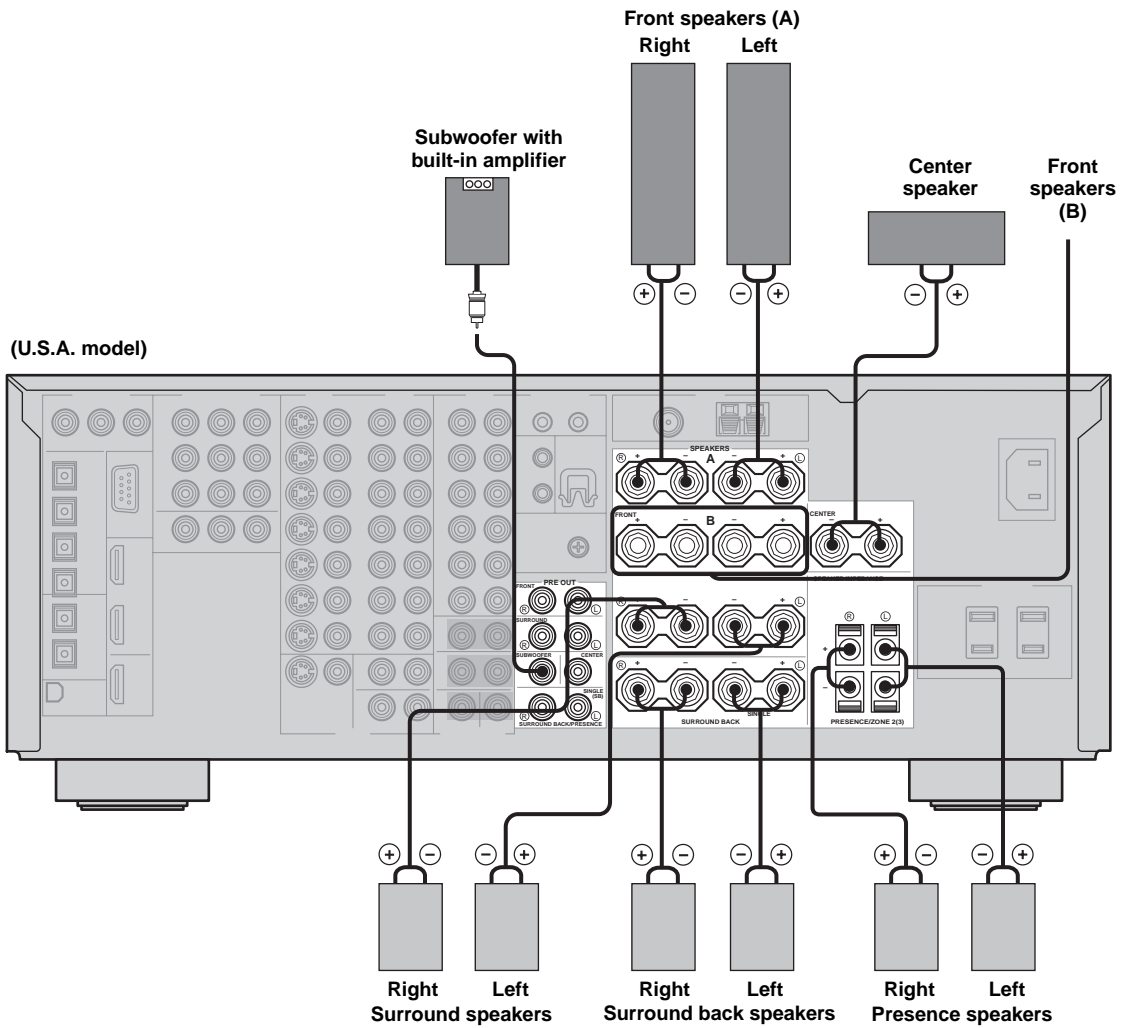 Front speakers (A)
Right Left
Subwoofer with
built-in amplifier
Center
speaker
Front
speakers
(B)
+ − − + − +
(U.S.A. model)
SPEAKERS
R + − A − + L
FRONT
+ − B − +
CENTER
− +
PRE OUT
FRONT
R L
SURROUND
R L
SUBWOOFER CENTER
SINGLE
(SB)
R L
SURROUND BACK/PRESENCE
R + − − + L
R + − − + L
SURROUND BACK
SINGLE
R L
+
−
PRESENCE/ZONE 2(3)
+ − − + + − − + + − − +
Right Left Right Left Right Left
Surround speakers Surround back speakers Presence speakers